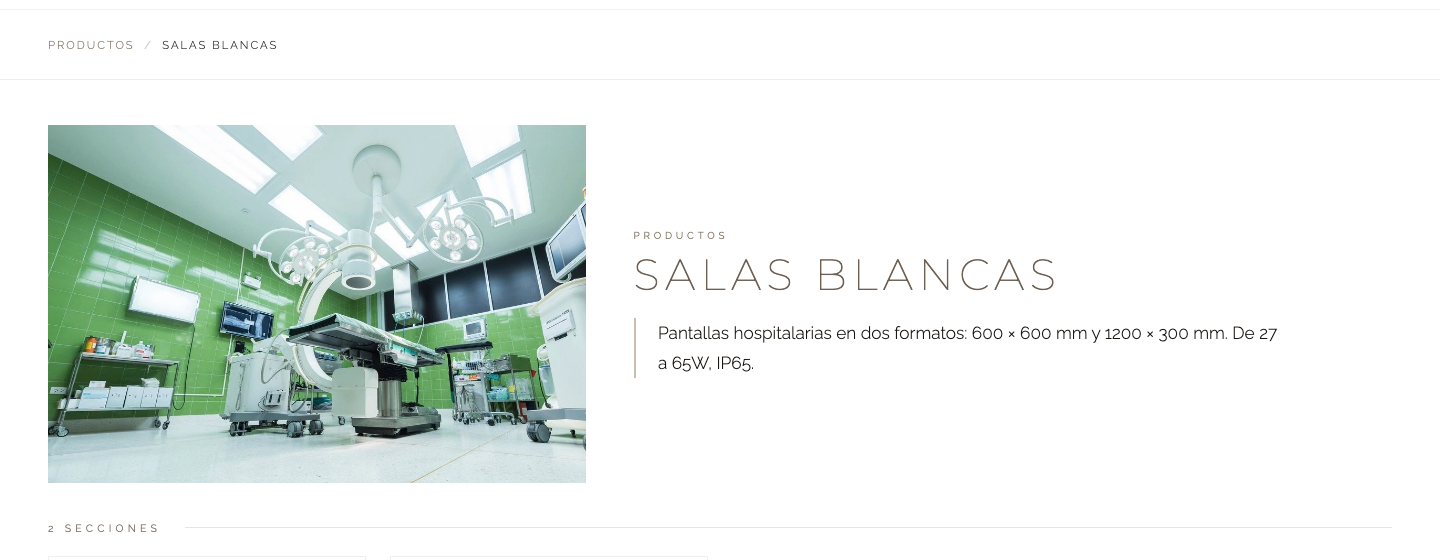 PRODUCTOS / SALAS BLANCAS
PRODUCTOS
SALAS BLANCAS
Pantallas hospitalarias en dos formatos: 600 × 600 mm y 1200 × 300 mm. De 27
a 65W, IP65.
2 SECCIONES